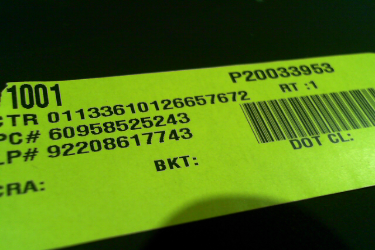 1001
P20033953
CTR 01133610126657672
RT :1
PC# 60958525243
LP# 92208617743
DOT CL:
BKT:
CRA: